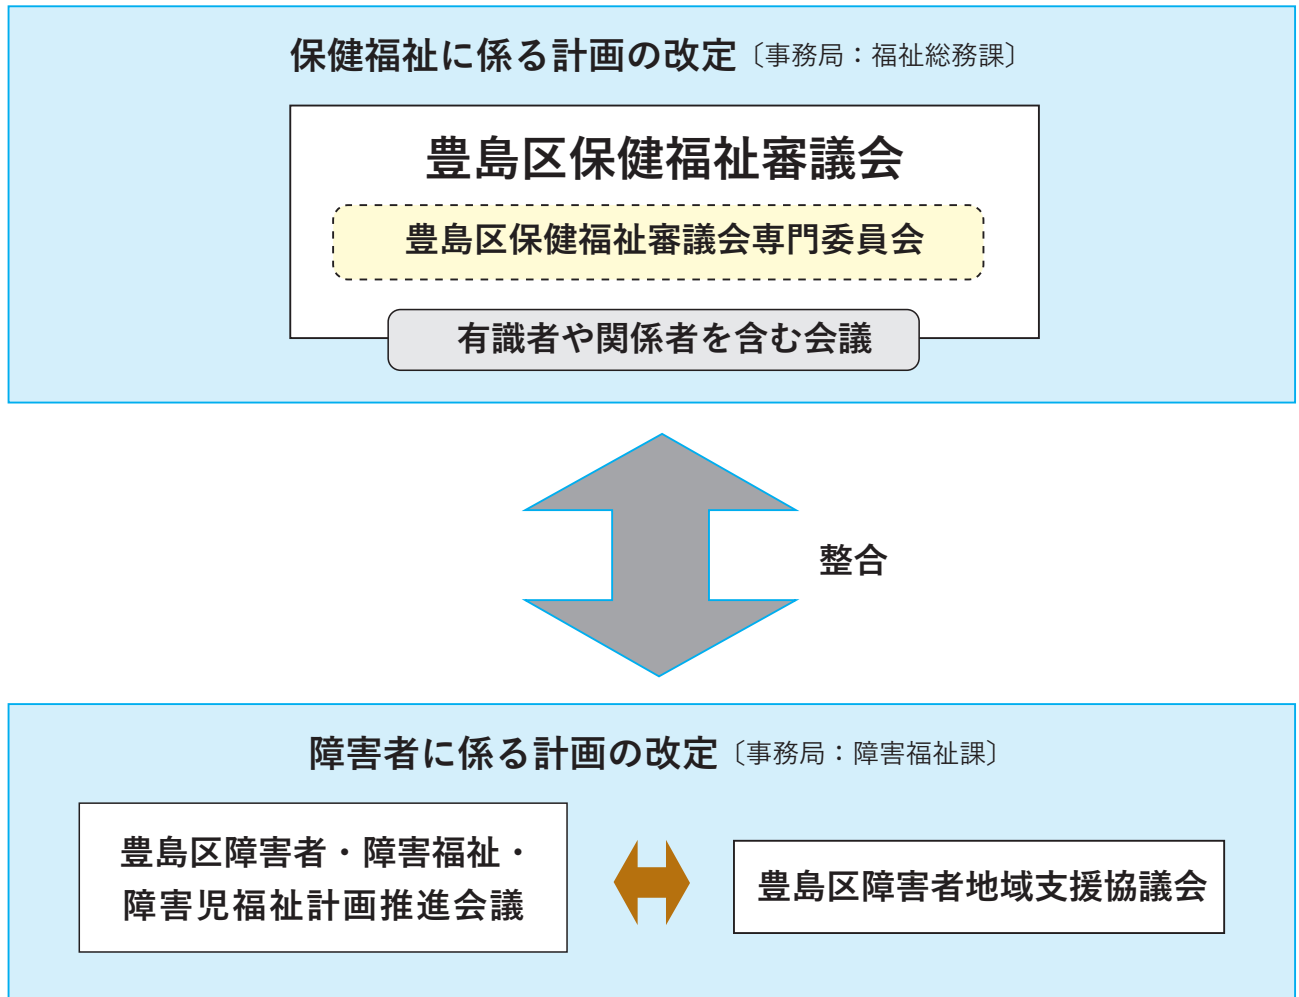 保健福祉に係る計画の改定〔事務局：福祉総務課〕
豊島区保健福祉審議会
豊島区保健福祉審議会専門委員会
有識者や関係者を含む会議
整合
障害者に係る計画の改定〔事務局：障害福祉課〕
豊島区障害者・障害福祉・
障害児福祉計画推進会議
豊島区障害者地域支援協議会